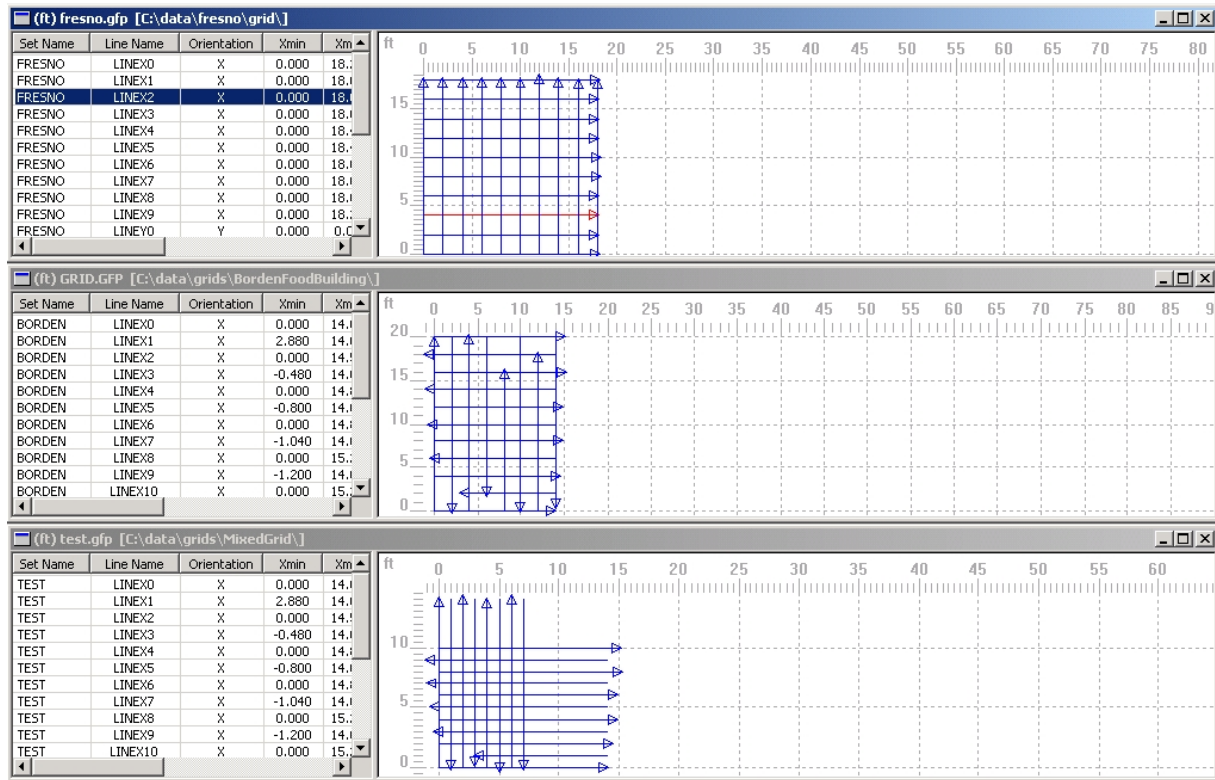 (ft) fresno.gfp [C:\data\fresno\grid\]
Set Name Line Name Orientation Xmin Xm
FRESNO LINEX0 X 0.000
FRESNO LINEX1 X 0.000
FRESNO LINEX2 X 0.000
FRESNO LINEX3 X 0.000
FRESNO LINEX4 X 0.000
FRESNO LINEX5 X 0.000
FRESNO LINEX6 X 0.000
FRESNO LINEX7 X 0.000
FRESNO LINEX8 X 0.000
FRESNO LINEX9 X 0.000
FRESNO LINEY0 Y 0.000
ft 0 5 10 15 20 25 30 35 40 45 50 55 60 65 70 75 80
15
10
5
0
(ft) GRID.GFP [C:\data\grids\BordenFoodBuilding\]
Set Name Line Name Orientation Xmin Xm
BORDEN LINEX0 X 0.000
BORDEN LINEX1 X 2.880
BORDEN LINEX2 X 0.000
BORDEN LINEX3 X -0.480
BORDEN LINEX4 X 0.000
BORDEN LINEX5 X -0.800
BORDEN LINEX6 X 0.000
BORDEN LINEX7 X -1.040
BORDEN LINEX8 X 0.000
BORDEN LINEX9 X -1.200
BORDEN LINEX10 X 0.000
ft 0 5 10 15 20 25 30 35 40 45 50 55 60 65 70 75 80 85 9
20
15
10
5
0
(ft) test.gfp [C:\data\grids\MixedGrid\]
Set Name Line Name Orientation Xmin Xm
TEST LINEX0 X 0.000
TEST LINEX1 X 2.880
TEST LINEX2 X 0.000
TEST LINEX3 X -0.480
TEST LINEX4 X 0.000
TEST LINEX5 X -0.800
TEST LINEX6 X 0.000
TEST LINEX7 X -1.040
TEST LINEX8 X 0.000
TEST LINEX9 X -1.200
TEST LINEX10 X 0.000
ft 0 5 10 15 20 25 30 35 40 45 50 55 60
10
5
0